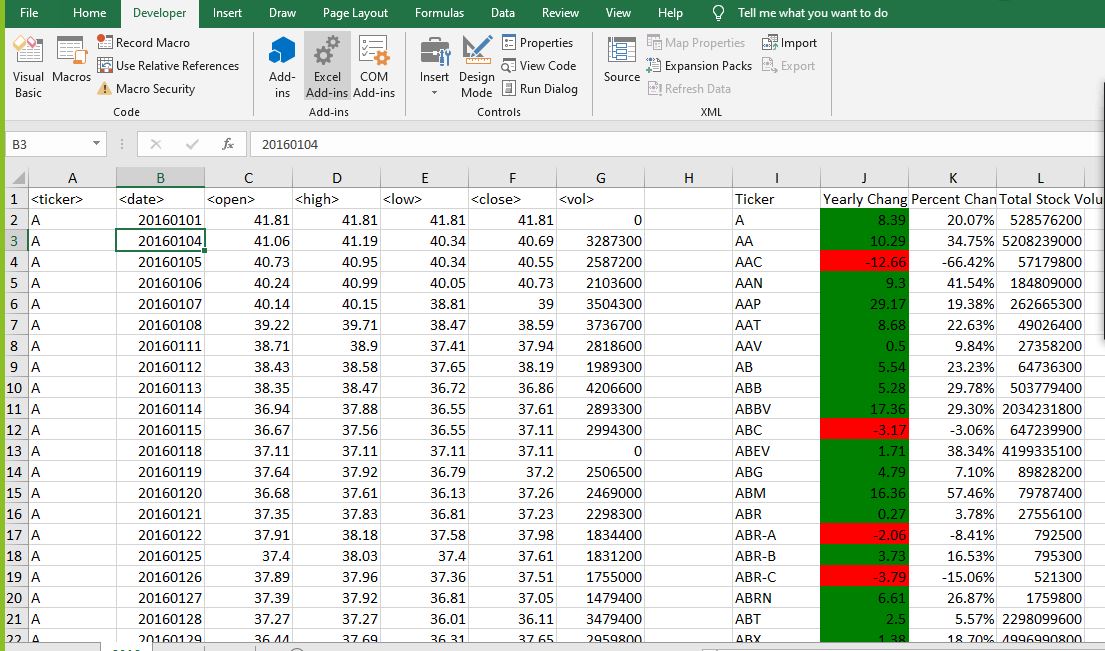 File Home Developer Insert Draw Page Layout Formulas Data Review View Help Tell me what you want to do
Visual Basic
Macros
Record Macro
Use Relative References
Macro Security
Code
Add-ins
Excel Add-ins
COM Add-ins
Add-ins
Insert
Design Mode
Properties
View Code
Run Dialog
Controls
Source
Map Properties
Expansion Packs
Refresh Data
Import
Export
XML
B3 fx 20160104
A B C D E F G H I J K L
1 <ticker> <date> <open> <high> <low> <close> <vol> Ticker Yearly Chang Percent Chan Total Stock Volu
2 A 20160101 41.81 41.81 41.81 41.81 0 A 8.39 20.07% 528576200
3 A 20160104 41.06 41.19 40.34 40.69 3287300 AA 10.29 34.75% 5208239000
4 A 20160105 40.73 40.95 40.34 40.55 2587200 AAC -12.66 -66.42% 57179800
5 A 20160106 40.24 40.99 40.05 40.73 2103600 AAN 9.3 41.54% 184809000
6 A 20160107 40.14 40.15 38.81 39 3504300 AAP 29.17 19.38% 262665300
7 A 20160108 39.22 39.71 38.47 38.59 3736700 AAT 8.68 22.63% 49026400
8 A 20160111 38.71 38.9 37.41 37.94 2818600 AAV 0.5 9.84% 27358200
9 A 20160112 38.43 38.58 37.65 38.19 1989300 AB 5.54 23.23% 64736300
10 A 20160113 38.35 38.47 36.72 36.86 4206600 ABB 5.28 29.78% 503779400
11 A 20160114 36.94 37.88 36.55 37.61 2893300 ABBV 17.36 29.30% 2034231800
12 A 20160115 36.67 37.56 36.55 37.11 2994300 ABC -3.17 -3.06% 647239900
13 A 20160118 37.11 37.11 37.11 37.11 0 ABEV 1.71 38.34% 4199335100
14 A 20160119 37.64 37.92 36.79 37.2 2506500 ABG 4.79 7.10% 89828200
15 A 20160120 36.68 37.61 36.13 37.26 2469000 ABM 16.36 57.46% 79787400
16 A 20160121 37.35 37.83 36.81 37.23 2298300 ABR 0.27 3.78% 27556100
17 A 20160122 37.91 38.18 37.58 37.98 1834400 ABR-A -2.06 -8.41% 792500
18 A 20160125 37.4 38.03 37.4 37.61 1831200 ABR-B 3.73 16.53% 795300
19 A 20160126 37.89 37.96 37.36 37.51 1755000 ABR-C -3.79 -15.06% 521300
20 A 20160127 37.39 37.92 36.81 37.05 1479400 ABRN 6.61 26.87% 1759800
21 A 20160128 37.27 37.27 36.01 36.11 3479400 ABT 2.5 5.57% 2298099600
22 A 20160129 36.44 37.69 36.31 37.65 2959800 ABX 1.38 18.70% 4996990800